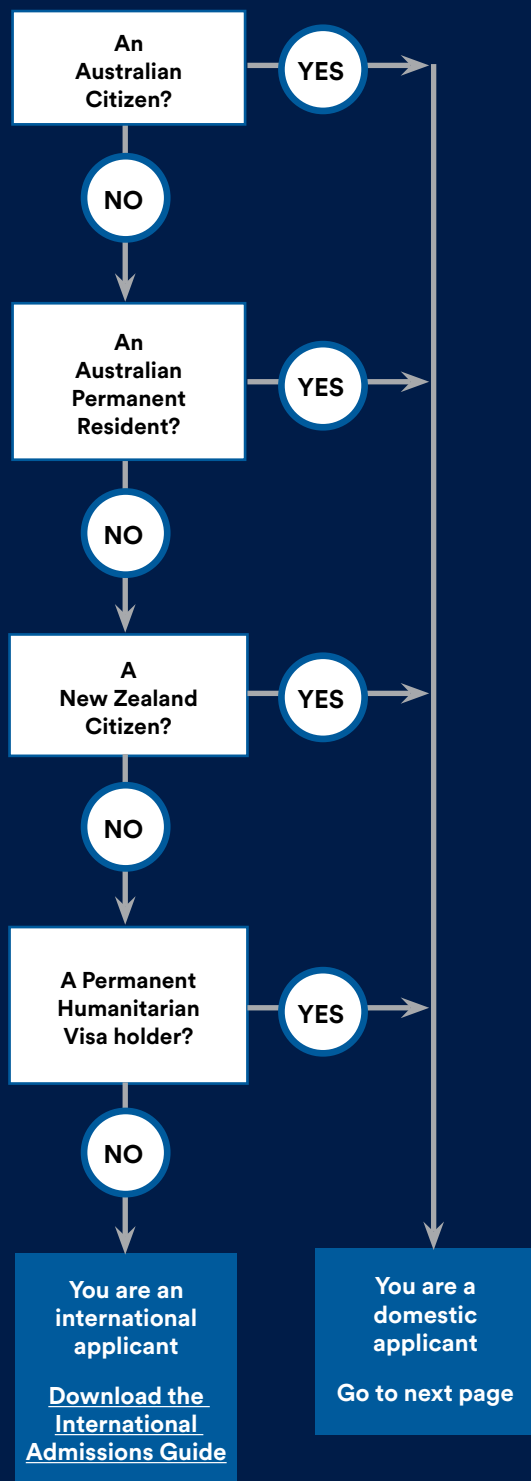 An
Australian
Citizen?
YES
NO
An
Australian
Permanent
Resident?
YES
NO
A
New Zealand
Citizen?
YES
NO
A Permanent
Humanitarian
Visa holder?
YES
NO
You are an
international
applicant
Download the
International
Admissions Guide
You are a
domestic
applicant
Go to next page